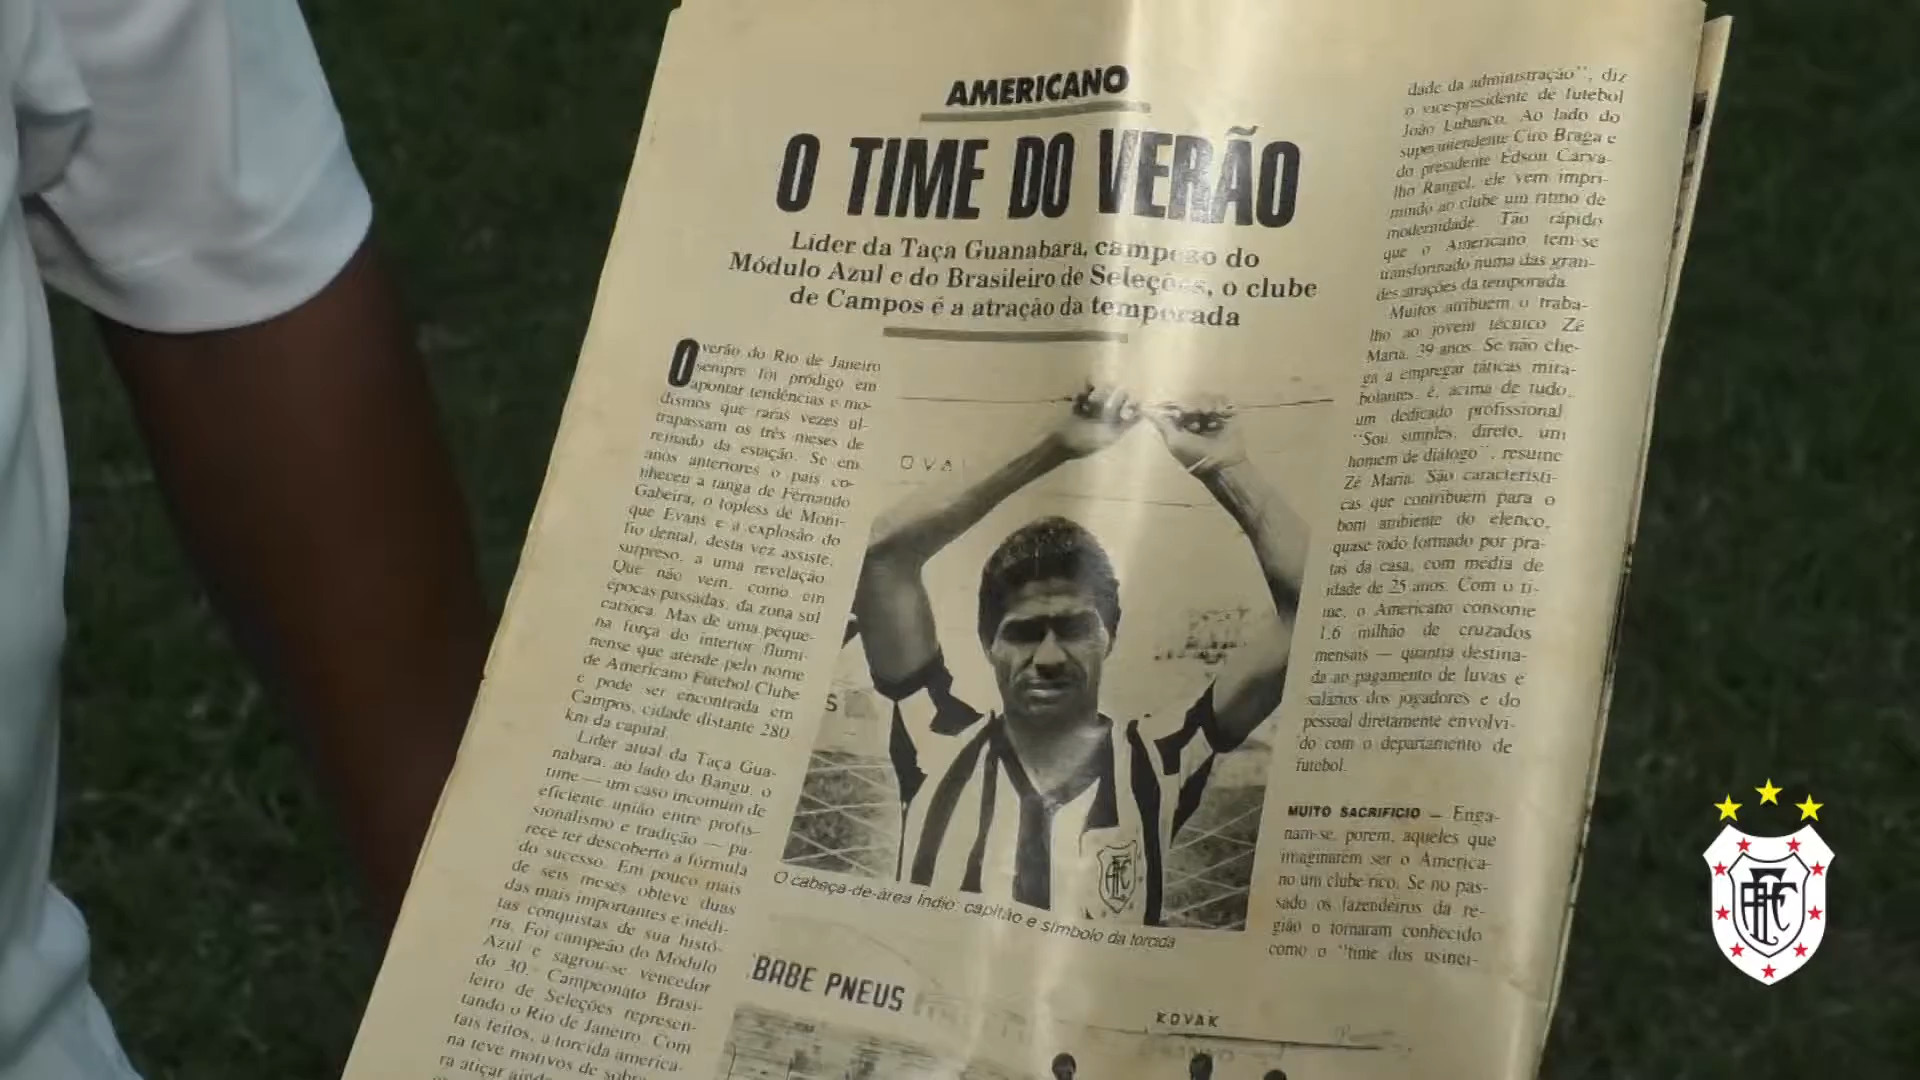 AMERICANO
O TIME DO VERÃO
Líder da Taça Guanabara, campeão do
Módulo Azul e do Brasileiro de Seleções, o clube
de Campos é a atração da temporada
O verão do Rio de Janeiro
sempre foi pródigo em
apontar tendências e mo-
dismos que raras vezes ul-
trapassam os três meses de
reinado da estação. Se em
anos anteriores o país co-
nheceu a tanga de Fernando
Gabeira, o topless de Moni-
que Evans e a explosão do
fio dental, desta vez assiste,
surpreso, a uma revelação.
Que não vem, como em
épocas passadas, da zona sul
carioca. Mas de uma peque-
na força do interior flumi-
nense que atende pelo nome
de Americano Futebol Clube
e pode ser encontrada em
Campos, cidade distante 280
km da capital.
Líder atual da Taça Gua-
nabara, ao lado do Bangu, o
time — um caso incomum de
eficiente união entre profis-
sionalismo e tradição — pa-
rece ter descoberto a fórmula
do sucesso. Em pouco mais
de seis meses obteve duas
das mais importantes e inédi-
tas conquistas de sua histó-
ria. Foi campeão do Módulo
Azul e sagrou-se vencedor
do 30.º Campeonato Brasi-
leiro de Seleções represen-
tando o Rio de Janeiro. Com
tais feitos, a torcida america-
na teve motivos de sobra
ra atiçar ainda
OVAL
S
AFC
O cabeça-de-área Índio: capitão e símbolo da torcida
BABE PNEUS
KOVAK
dade da administração", diz
o vice-presidente de futebol
João Lubanco. Ao lado do
superintendente Ciro Braga e
do presidente Edson Carva-
lho Rangel, ele vem impri-
mindo ao clube um ritmo de
modernidade. Tão rápido
que o Americano tem-se
transformado numa das gran-
des atrações da temporada.
Muitos atribuem o traba-
lho ao jovem técnico Zé
Maria, 39 anos. Se não che-
ga a empregar táticas mira-
bolantes, é, acima de tudo,
um dedicado profissional.
"Sou simples, direto, um
homem de diálogo", resume
Zé Maria. São característi-
cas que contribuem para o
bom ambiente do elenco,
quase todo formado por pra-
tas da casa, com média de
idade de 25 anos. Com o ti-
me, o Americano consome
1,6 milhão de cruzados
mensais — quantia destina-
da ao pagamento de luvas e
salários dos jogadores e do
pessoal diretamente envolvi-
do com o departamento de
futebol.
MUITO SACRIFÍCIO — Enga-
nam-se, porém, aqueles que
imaginarem ser o America-
no um clube rico. Se no pas-
sado os fazendeiros da re-
gião o tornaram conhecido
como o "time dos usinei-
AFC